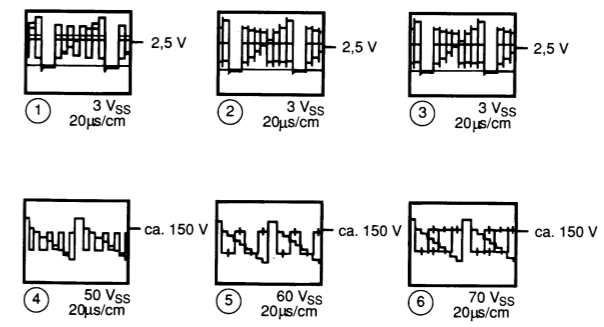 2,5 V
2,5 V
2,5 V
1 3 VSS
20µs/cm
2 3 VSS
20µs/cm
3 3 VSS
20µs/cm
ca. 150 V
ca. 150 V
ca. 150 V
4 50 VSS
20µs/cm
5 60 VSS
20µs/cm
6 70 VSS
20µs/cm